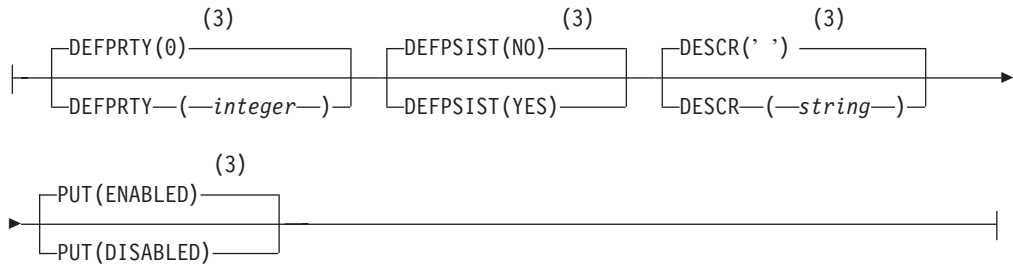 (3) (3) (3)
DEFPRTY(0) DEFPSIST(NO) DESCR(' ')
DEFPRTY ( integer ) DEFPSIST(YES) DESCR ( string )
(3)
PUT(ENABLED)
PUT(DISABLED)